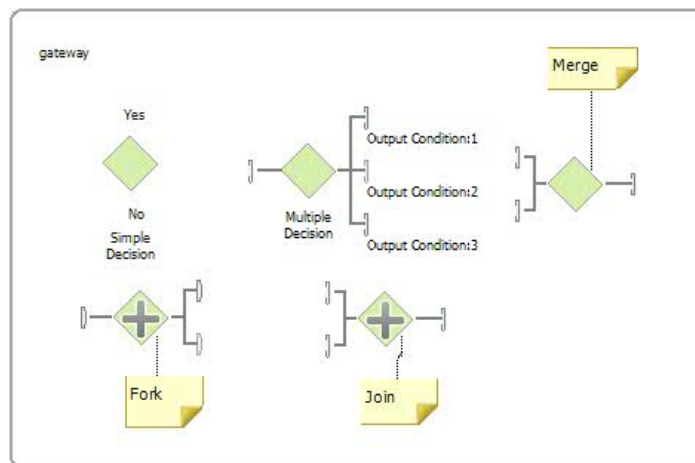 gateway
Merge
Yes
Output Condition:1
Output Condition:2
No
Simple
Decision
Multiple
Decision
Output Condition:3
Fork
Join